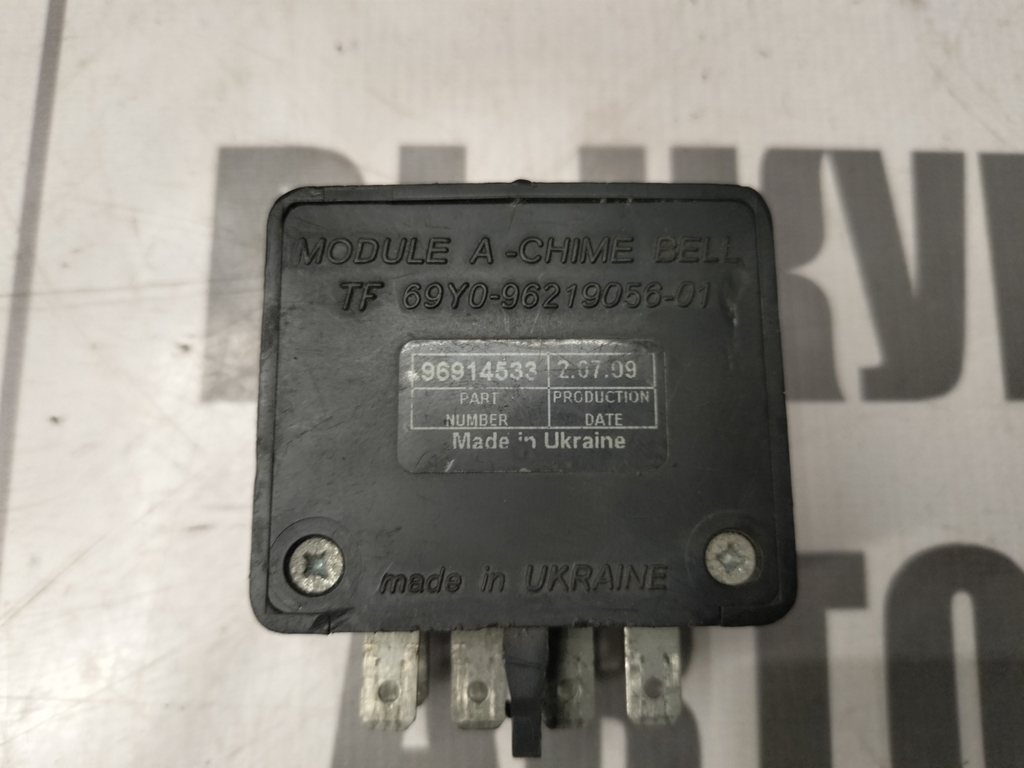 MODULE A-CHIME BELL
TF 69Y0-96219056-01
96914533 2.07.09
PART PRODUCTION
NUMBER DATE
Made in Ukraine
made in UKRAINE